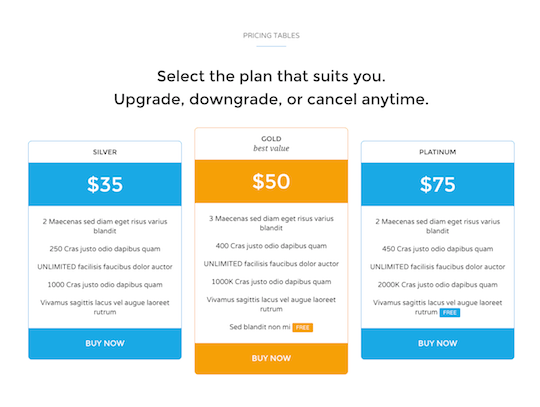 PRICING TABLES
Select the plan that suits you.
Upgrade, downgrade, or cancel anytime.
SILVER
$35
2 Maecenas sed diam eget risus varius
blandit
250 Cras justo odio dapibus quam
UNLIMITED facilisis faucibus dolor auctor
1000 Cras justo odio dapibus quam
Vivamus sagittis lacus vel augue laoreet
rutrum
BUY NOW
GOLD
best value
$50
3 Maecenas sed diam eget risus varius
blandit
400 Cras justo odio dapibus quam
UNLIMITED facilisis faucibus dolor auctor
1000K Cras justo odio dapibus quam
Vivamus sagittis lacus vel augue laoreet
rutrum
Sed blandit non mi FREE
BUY NOW
PLATINUM
$75
2 Maecenas sed diam eget risus varius
blandit
450 Cras justo odio dapibus quam
UNLIMITED facilisis faucibus dolor auctor
2000K Cras justo odio dapibus quam
Vivamus sagittis lacus vel augue laoreet
rutrum FREE
BUY NOW